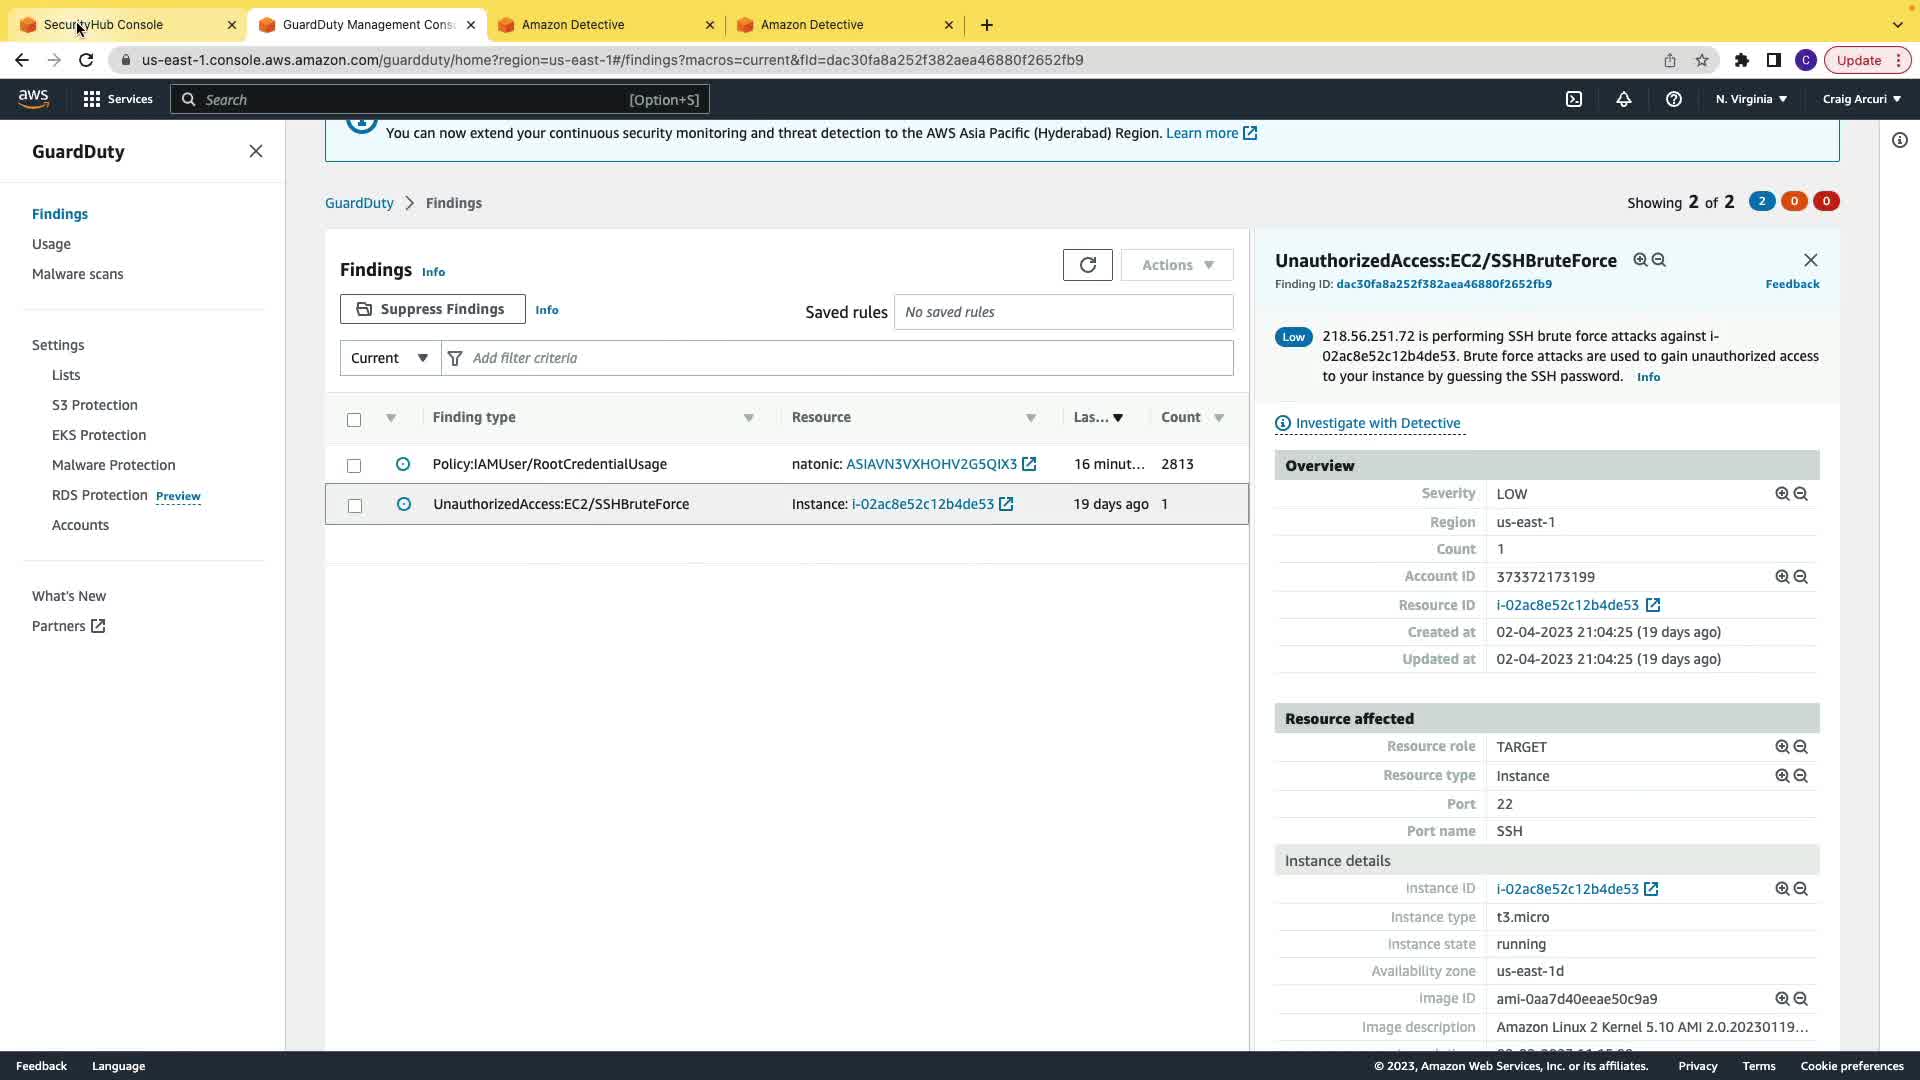 SecurityHub Console
GuardDuty Management Cons
Amazon Detective
Amazon Detective
us-east-1.console.aws.amazon.com/guardduty/home?region=us-east-1#/findings?macros=current&fId=dac30fa8a252f382aea46880f2652fb9
C
Update
aws
Services
Search
[Option+S]
N. Virginia
Craig Arcuri
You can now extend your continuous security monitoring and threat detection to the AWS Asia Pacific (Hyderabad) Region. Learn more
GuardDuty
Findings
Usage
Malware scans
Settings
Lists
S3 Protection
EKS Protection
Malware Protection
RDS Protection Preview
Accounts
What's New
Partners
GuardDuty > Findings
Showing 2 of 2 2 0 0
Findings Info
Actions
Suppress Findings Info
Saved rules No saved rules
Current Add filter criteria
Finding type Resource Las... Count
Policy:IAMUser/RootCredentialUsage natonic: ASIAVN3VXHOHV2G5QIX3 16 minut... 2813
UnauthorizedAccess:EC2/SSHBruteForce Instance: i-02ac8e52c12b4de53 19 days ago 1
UnauthorizedAccess:EC2/SSHBruteForce
Finding ID: dac30fa8a252f382aea46880f2652fb9 Feedback
Low 218.56.251.72 is performing SSH brute force attacks against i-
02ac8e52c12b4de53. Brute force attacks are used to gain unauthorized access
to your instance by guessing the SSH password. Info
Investigate with Detective
Overview
Severity LOW
Region us-east-1
Count 1
Account ID 373372173199
Resource ID i-02ac8e52c12b4de53
Created at 02-04-2023 21:04:25 (19 days ago)
Updated at 02-04-2023 21:04:25 (19 days ago)
Resource affected
Resource role TARGET
Resource type Instance
Port 22
Port name SSH
Instance details
Instance ID i-02ac8e52c12b4de53
Instance type t3.micro
Instance state running
Availability zone us-east-1d
Image ID ami-0aa7d40eeae50c9a9
Image description Amazon Linux 2 Kernel 5.10 AMI 2.0.20230119...
Feedback Language
© 2023, Amazon Web Services, Inc. or its affiliates. Privacy Terms Cookie preferences